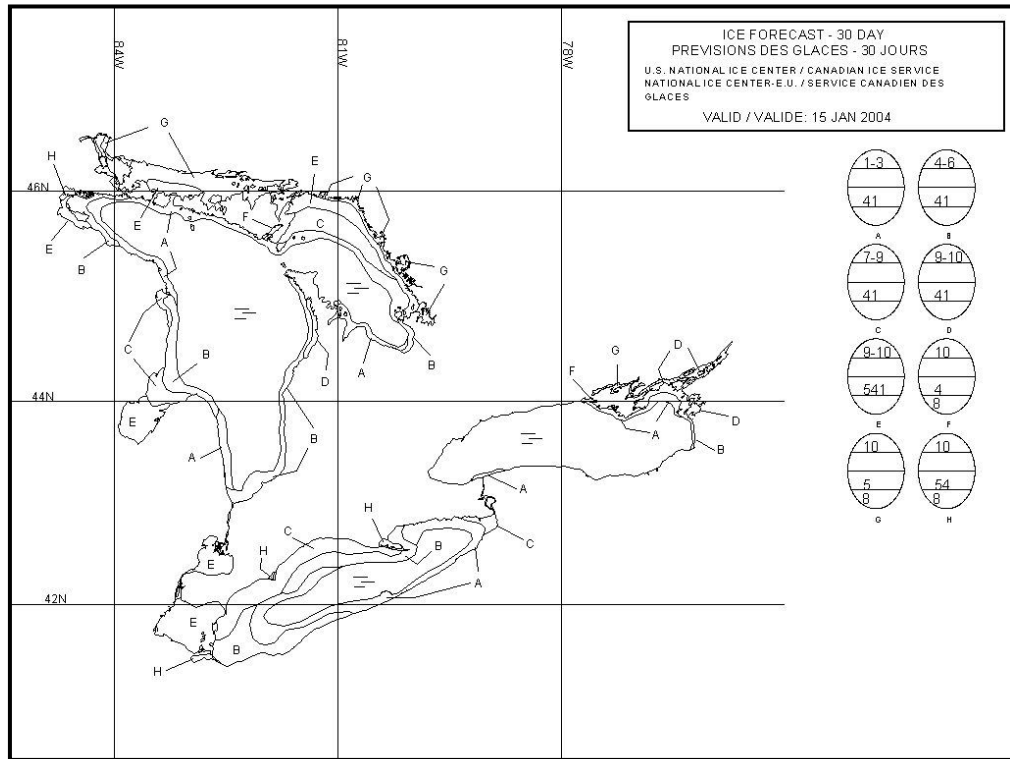 ICE FORECAST - 30 DAY
PREVISIONS DES GLACES - 30 JOURS
U.S. NATIONAL ICE CENTER / CANADIAN ICE SERVICE
NATIONAL ICE CENTER-E.U. / SERVICE CANADIEN DES
GLACES
VALID / VALIDE: 15 JAN 2004
84W
81W
78W
G
H
E
G
46N
E
F
C
A
E
B
G
G
C
B
D
A
B
44N
F
G
D
E
A
B
A
D
B
A
H
C
C
E
H
B
A
42N
E
B
H
1-3
41
A
4-6
41
B
7-9
41
C
9-10
41
D
9-10
541
E
10
4
8
F
10
5
8
G
10
54
8
H